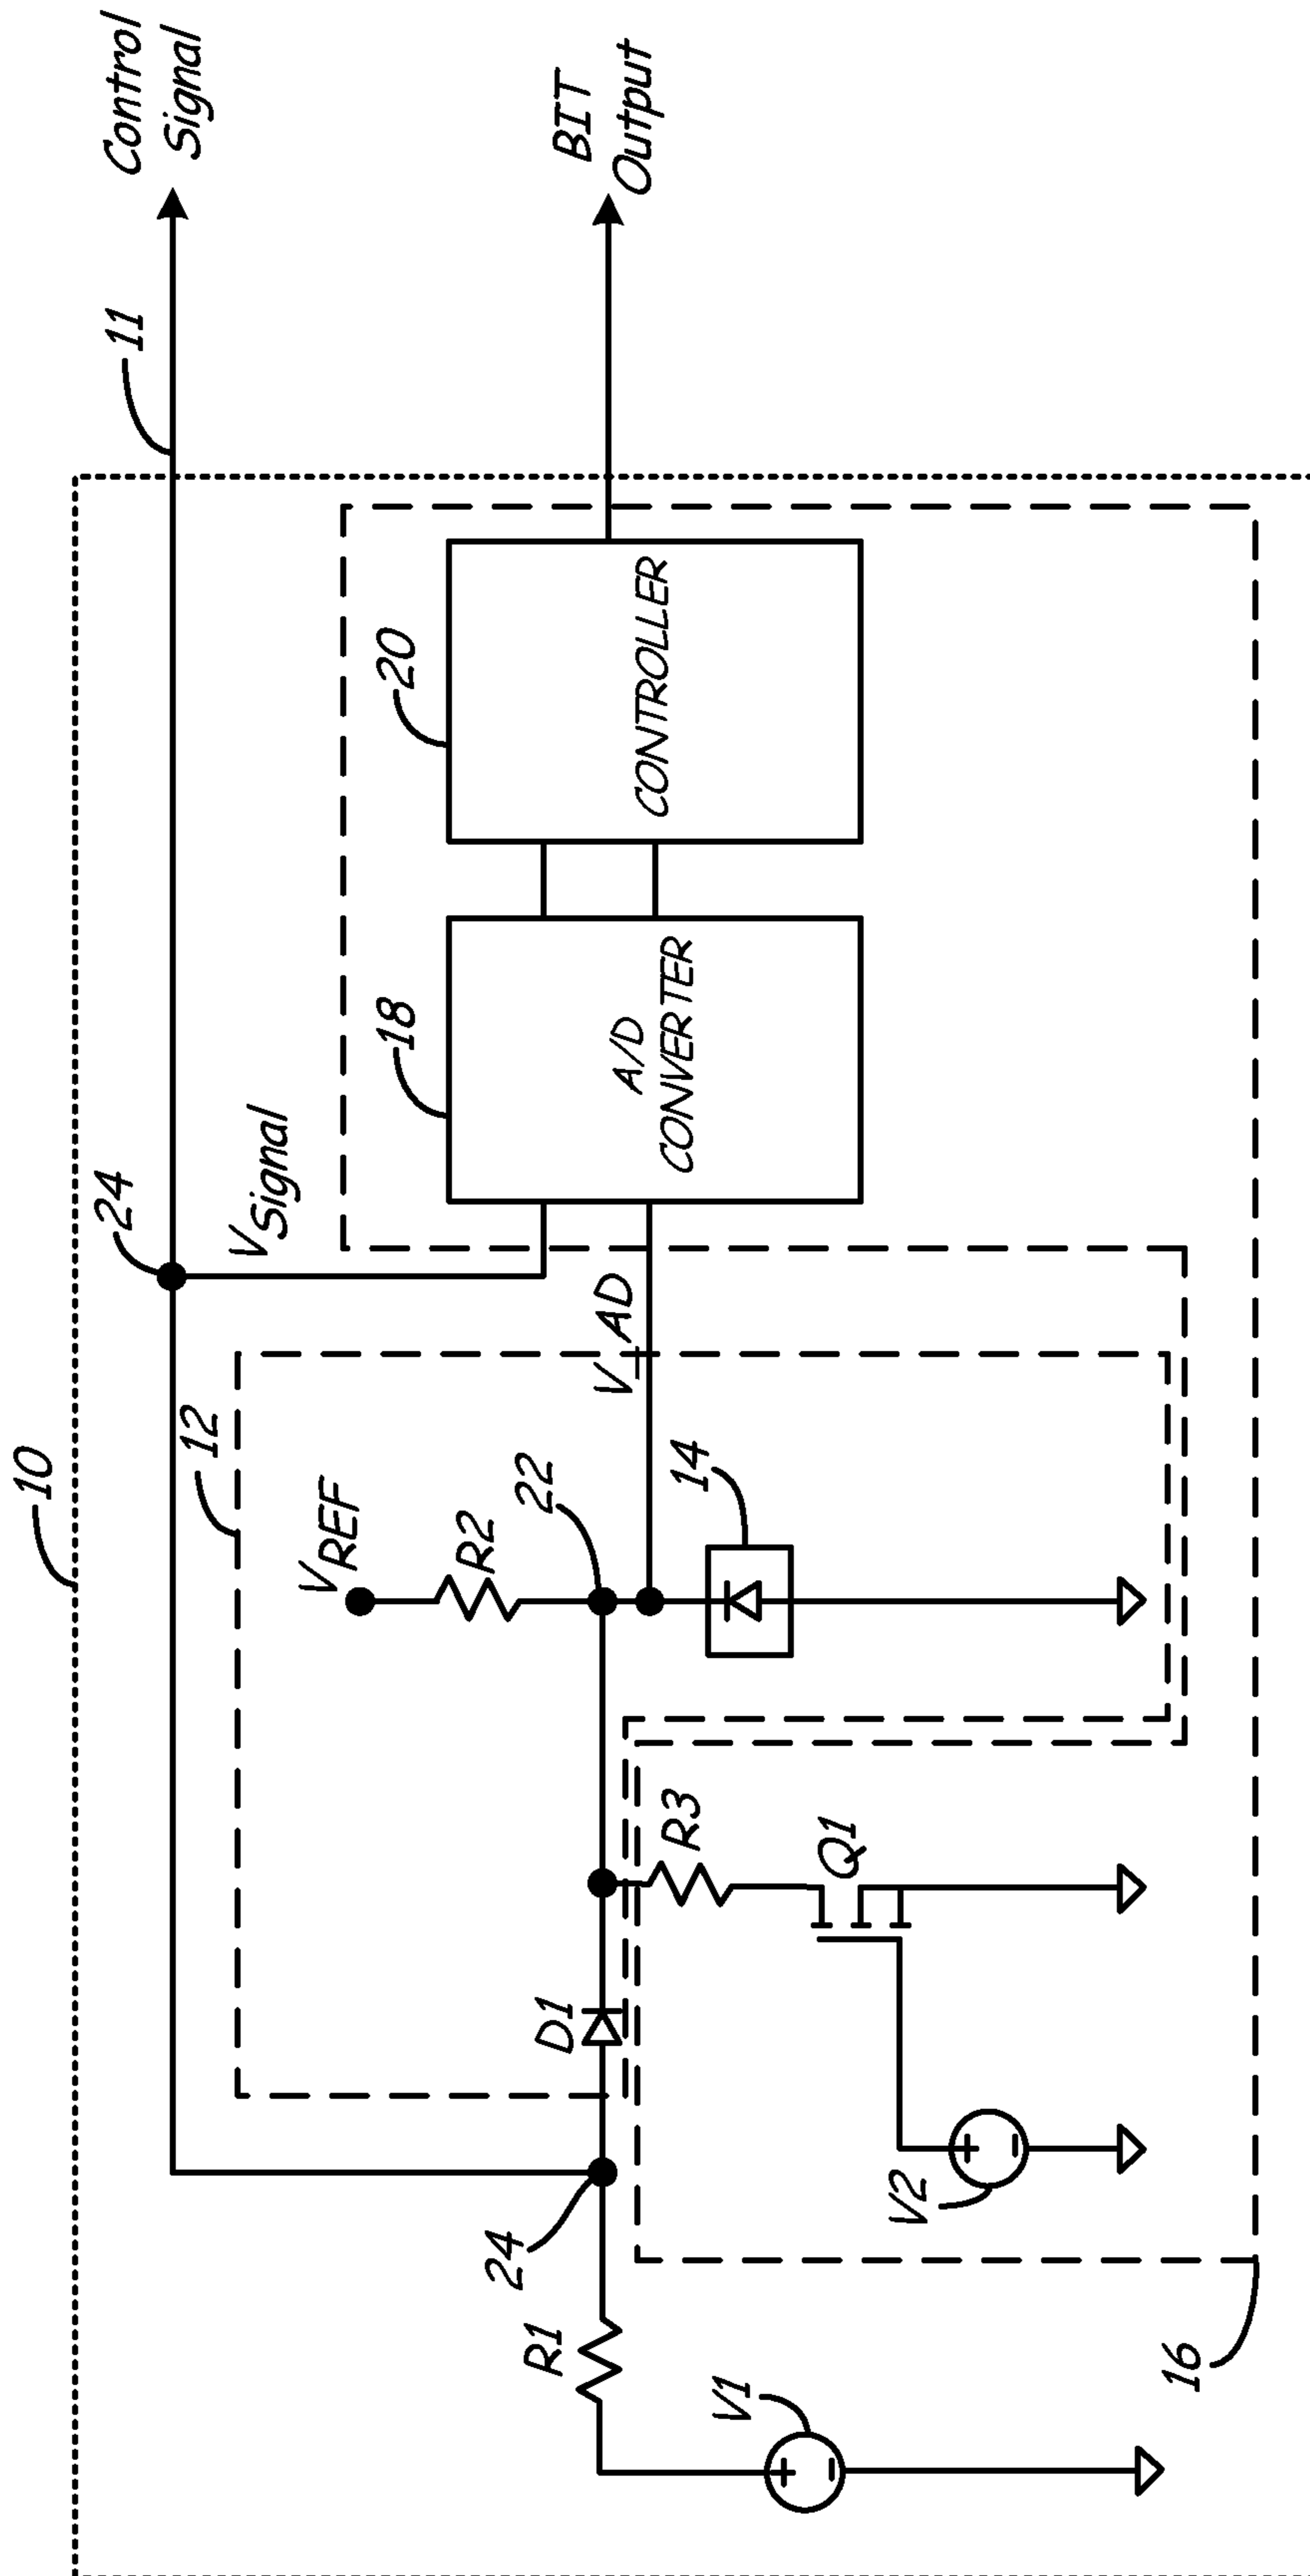 10
24
11
Control
Signal
12
VSignal
VREF
R2
22
V_AD
14
18
A/D
CONVERTER
20
CONTROLLER
BIT
Output
24
D1
R3
Q1
R1
V1
V2
16